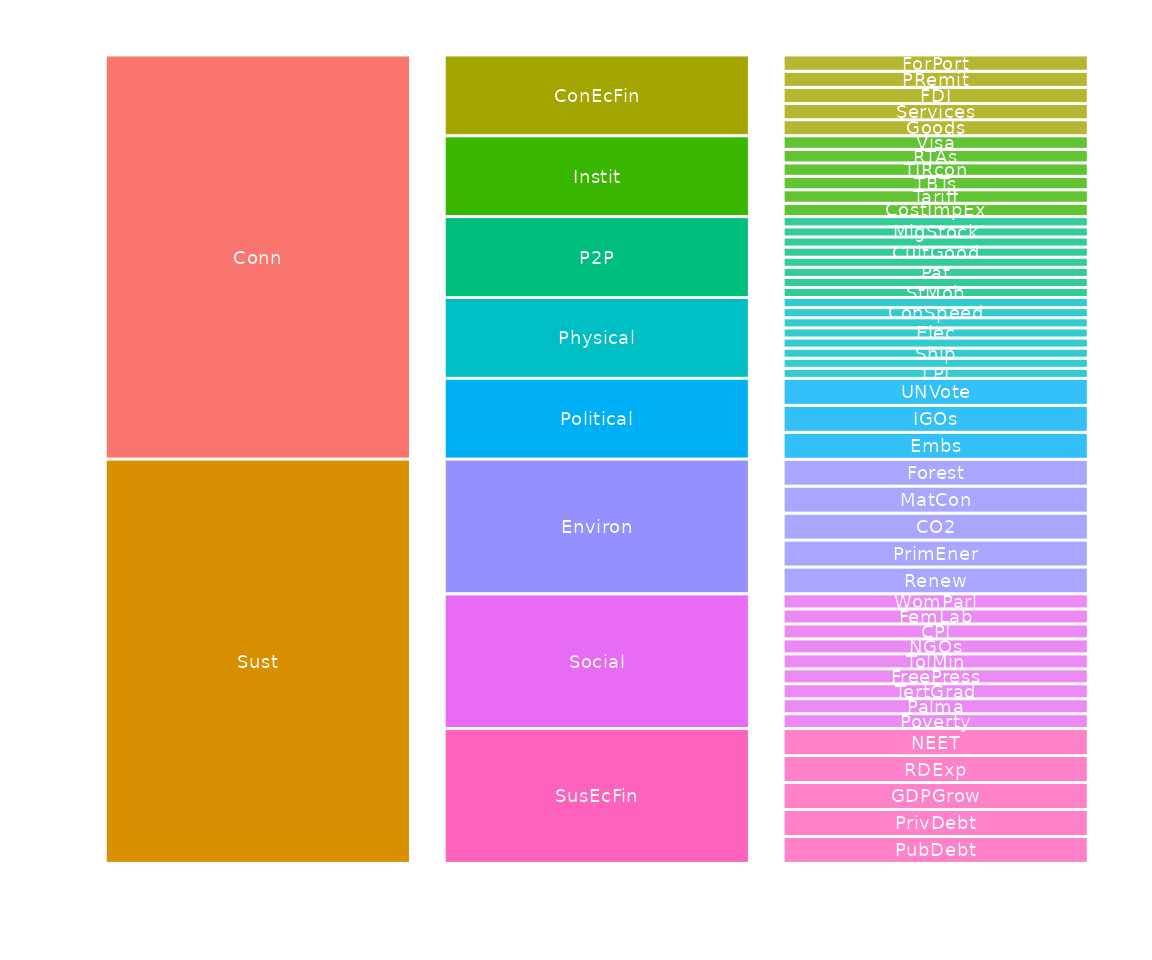 Conn
Sust
ConEcFin
Instit
P2P
Physical
Political
Environ
Social
SusEcFin
ForPort
PRemit
FDI
Services
Goods
Visa
RTAs
TIRcon
TBTs
Tariff
CostImpEx
MigStock
CultGood
Pat
StMob
ConSpeed
Elec
Ship
LPI
UNVote
IGOs
Embs
Forest
MatCon
CO2
PrimEner
Renew
WomParl
FemLab
CPI
NGOs
TolMin
FreePress
TertGrad
Palma
Poverty
NEET
RDExp
GDPGrow
PrivDebt
PubDebt